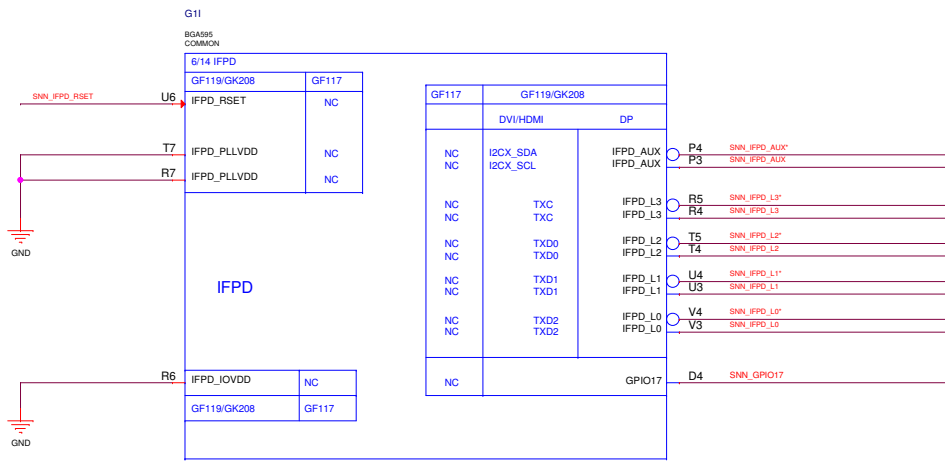 G1I
BGA595
COMMON
6/14 IFPD
GF119/GK208 GF117
SNN_IFPD_RSET U6 IFPD_RSET NC
T7 IFPD_PLLVDD NC
R7 IFPD_PLLVDD NC
GND
IFPD
R6 IFPD_IOVDD NC
GF119/GK208 GF117
GND
GF117 GF119/GK208
DVI/HDMI DP
NC I2CX_SDA IFPD_AUX P4 SNN_IFPD_AUX*
NC I2CX_SCL IFPD_AUX P3 SNN_IFPD_AUX
NC TXC IFPD_L3 R5 SNN_IFPD_L3*
NC TXC IFPD_L3 R4 SNN_IFPD_L3
NC TXD0 IFPD_L2 T5 SNN_IFPD_L2*
NC TXD0 IFPD_L2 T4 SNN_IFPD_L2
NC TXD1 IFPD_L1 U4 SNN_IFPD_L1*
NC TXD1 IFPD_L1 U3 SNN_IFPD_L1
NC TXD2 IFPD_L0 V4 SNN_IFPD_L0*
NC TXD2 IFPD_L0 V3 SNN_IFPD_L0
NC GPIO17 D4 SNN_GPIO17